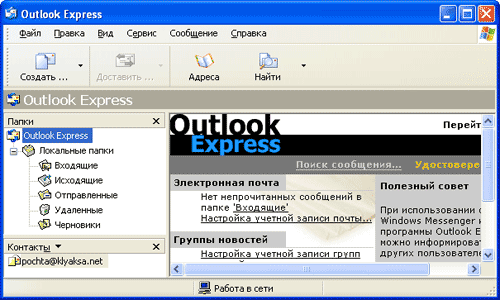 Outlook Express
Файл Правка Вид Сервис Сообщение Справка
Создать ... Доставить ... Адреса Найти
Outlook Express
Папки
Outlook Express
Локальные папки
Входящие
Исходящие
Отправленные
Удаленные
Черновики
Контакты
pochta@klyaksa.net
Outlook
Express
Перейт
Поиск сообщения... Удостовере
Электронная почта
Нет непрочитанных сообщений в
папке 'Входящие'
Настройка учетной записи почты...
Группы новостей
Настройка учетной записи групп
Полезный совет
При использовании с
Windows Messenger и
программы Outlook E
можно информироват
других пользователе
Работа в сети